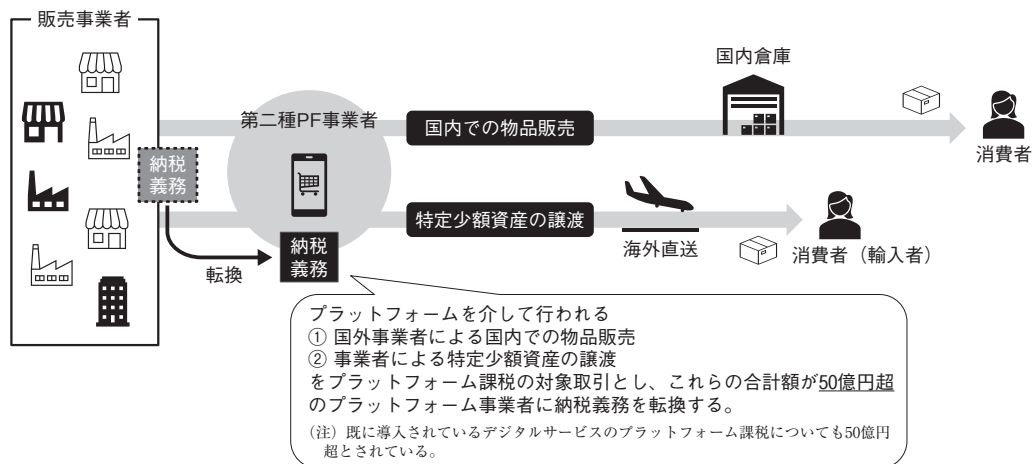 販売事業者
国内倉庫
第二種PF事業者
国内での物品販売
消費者
納税
義務
特定少額資産の譲渡
海外直送
消費者（輸入者）
転換
納税
義務
プラットフォームを介して行われる
① 国外事業者による国内での物品販売
② 事業者による特定少額資産の譲渡
をプラットフォーム課税の対象取引とし、これらの合計額が50億円超
のプラットフォーム事業者に納税義務を転換する。
（注）既に導入されているデジタルサービスのプラットフォーム課税についても50億円
超とされている。